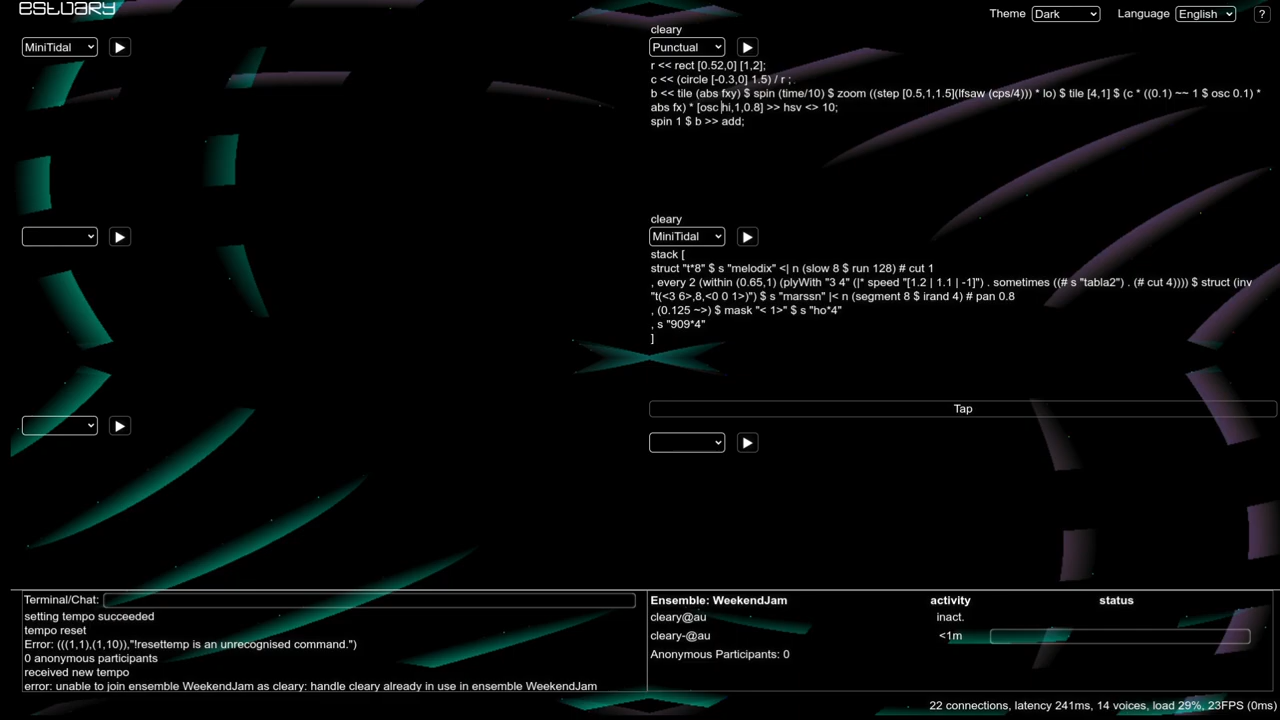 estuary
Theme Dark Language English ?
MiniTidal
cleary
Punctual
r << rect [0.52,0] [1,2];
c << (circle [-0.3,0] 1.5) / r ;
b << tile (abs fxy) $ spin (time/10) $ zoom ((step [0.5,1,1.5](lfsaw (cps/4))) * lo) $ tile [4,1] $ (c * ((0.1) ~~ 1 $ osc 0.1) *
abs fx) * [osc hi,1,0.8] >> hsv <> 10;
spin 1 $ b >> add;
cleary
MiniTidal
stack [
struct "t*8" $ s "melodix" <| n (slow 8 $ run 128) # cut 1
, every 2 (within (0.65,1) (plyWith "3 4" (|* speed "[1.2 | 1.1 | -1]") . sometimes ((# s "tabla2") . (# cut 4)))) $ struct (inv
"t(<3 6>,8,<0 0 1>)") $ s "marssn" |< n (segment 8 $ irand 4) # pan 0.8
, (0.125 ~>) $ mask "< 1>" $ s "ho*4"
, s "909*4"
]
Tap
Terminal/Chat:
setting tempo succeeded
tempo reset
Error: (((1,1),(1,10)),"!resettemp is an unrecognised command.")
0 anonymous participants
received new tempo
error: unable to join ensemble WeekendJam as cleary: handle cleary already in use in ensemble WeekendJam
Ensemble: WeekendJam activity status
cleary@au inact.
cleary-@au <1m
Anonymous Participants: 0
22 connections, latency 241ms, 14 voices, load 29%, 23FPS (0ms)